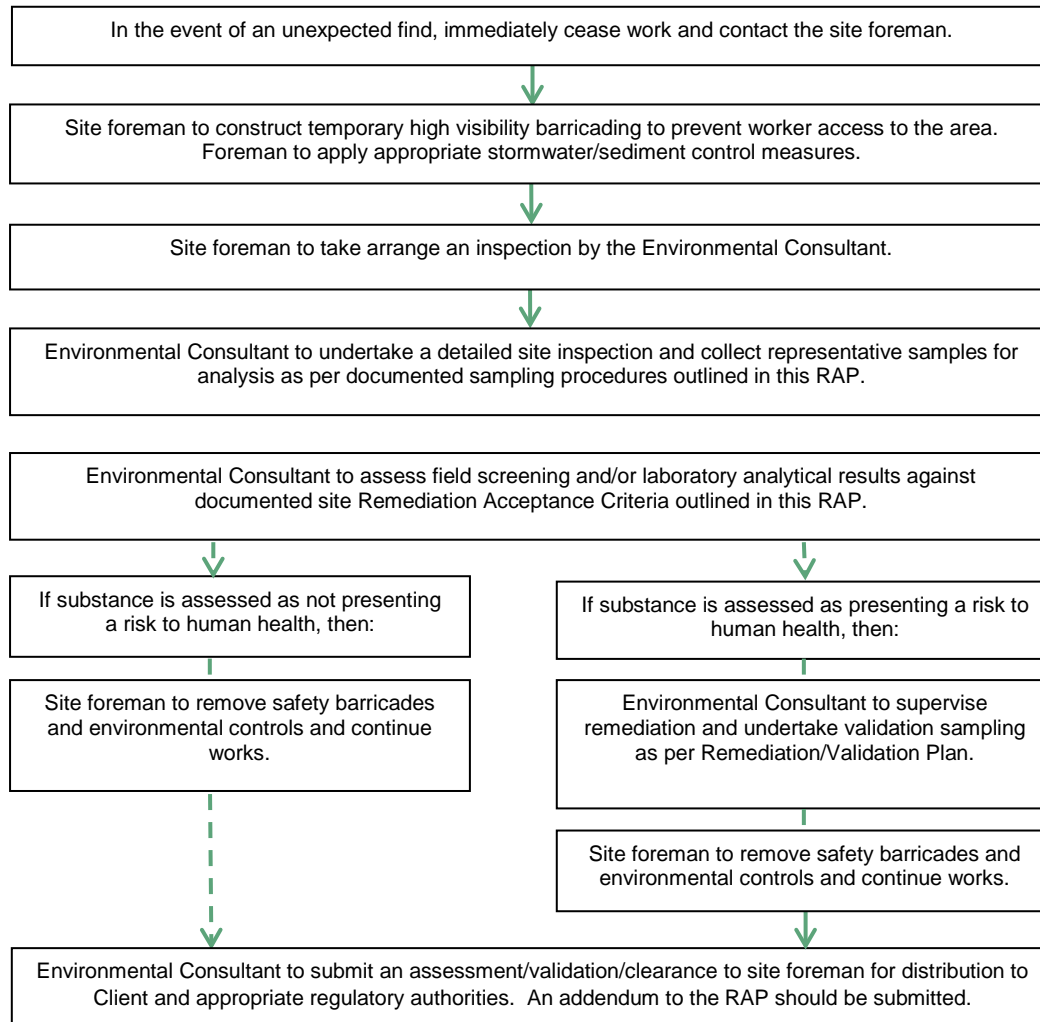 In the event of an unexpected find, immediately cease work and contact the site foreman.
Site foreman to construct temporary high visibility barricading to prevent worker access to the area.
Foreman to apply appropriate stormwater/sediment control measures.
Site foreman to take arrange an inspection by the Environmental Consultant.
Environmental Consultant to undertake a detailed site inspection and collect representative samples for
analysis as per documented sampling procedures outlined in this RAP.
Environmental Consultant to assess field screening and/or laboratory analytical results against
documented site Remediation Acceptance Criteria outlined in this RAP.
If substance is assessed as not presenting
a risk to human health, then:
Site foreman to remove safety barricades
and environmental controls and continue
works.
If substance is assessed as presenting a risk to
human health, then:
Environmental Consultant to supervise
remediation and undertake validation sampling
as per Remediation/Validation Plan.
Site foreman to remove safety barricades and
environmental controls and continue works.
Environmental Consultant to submit an assessment/validation/clearance to site foreman for distribution to
Client and appropriate regulatory authorities.  An addendum to the RAP should be submitted.